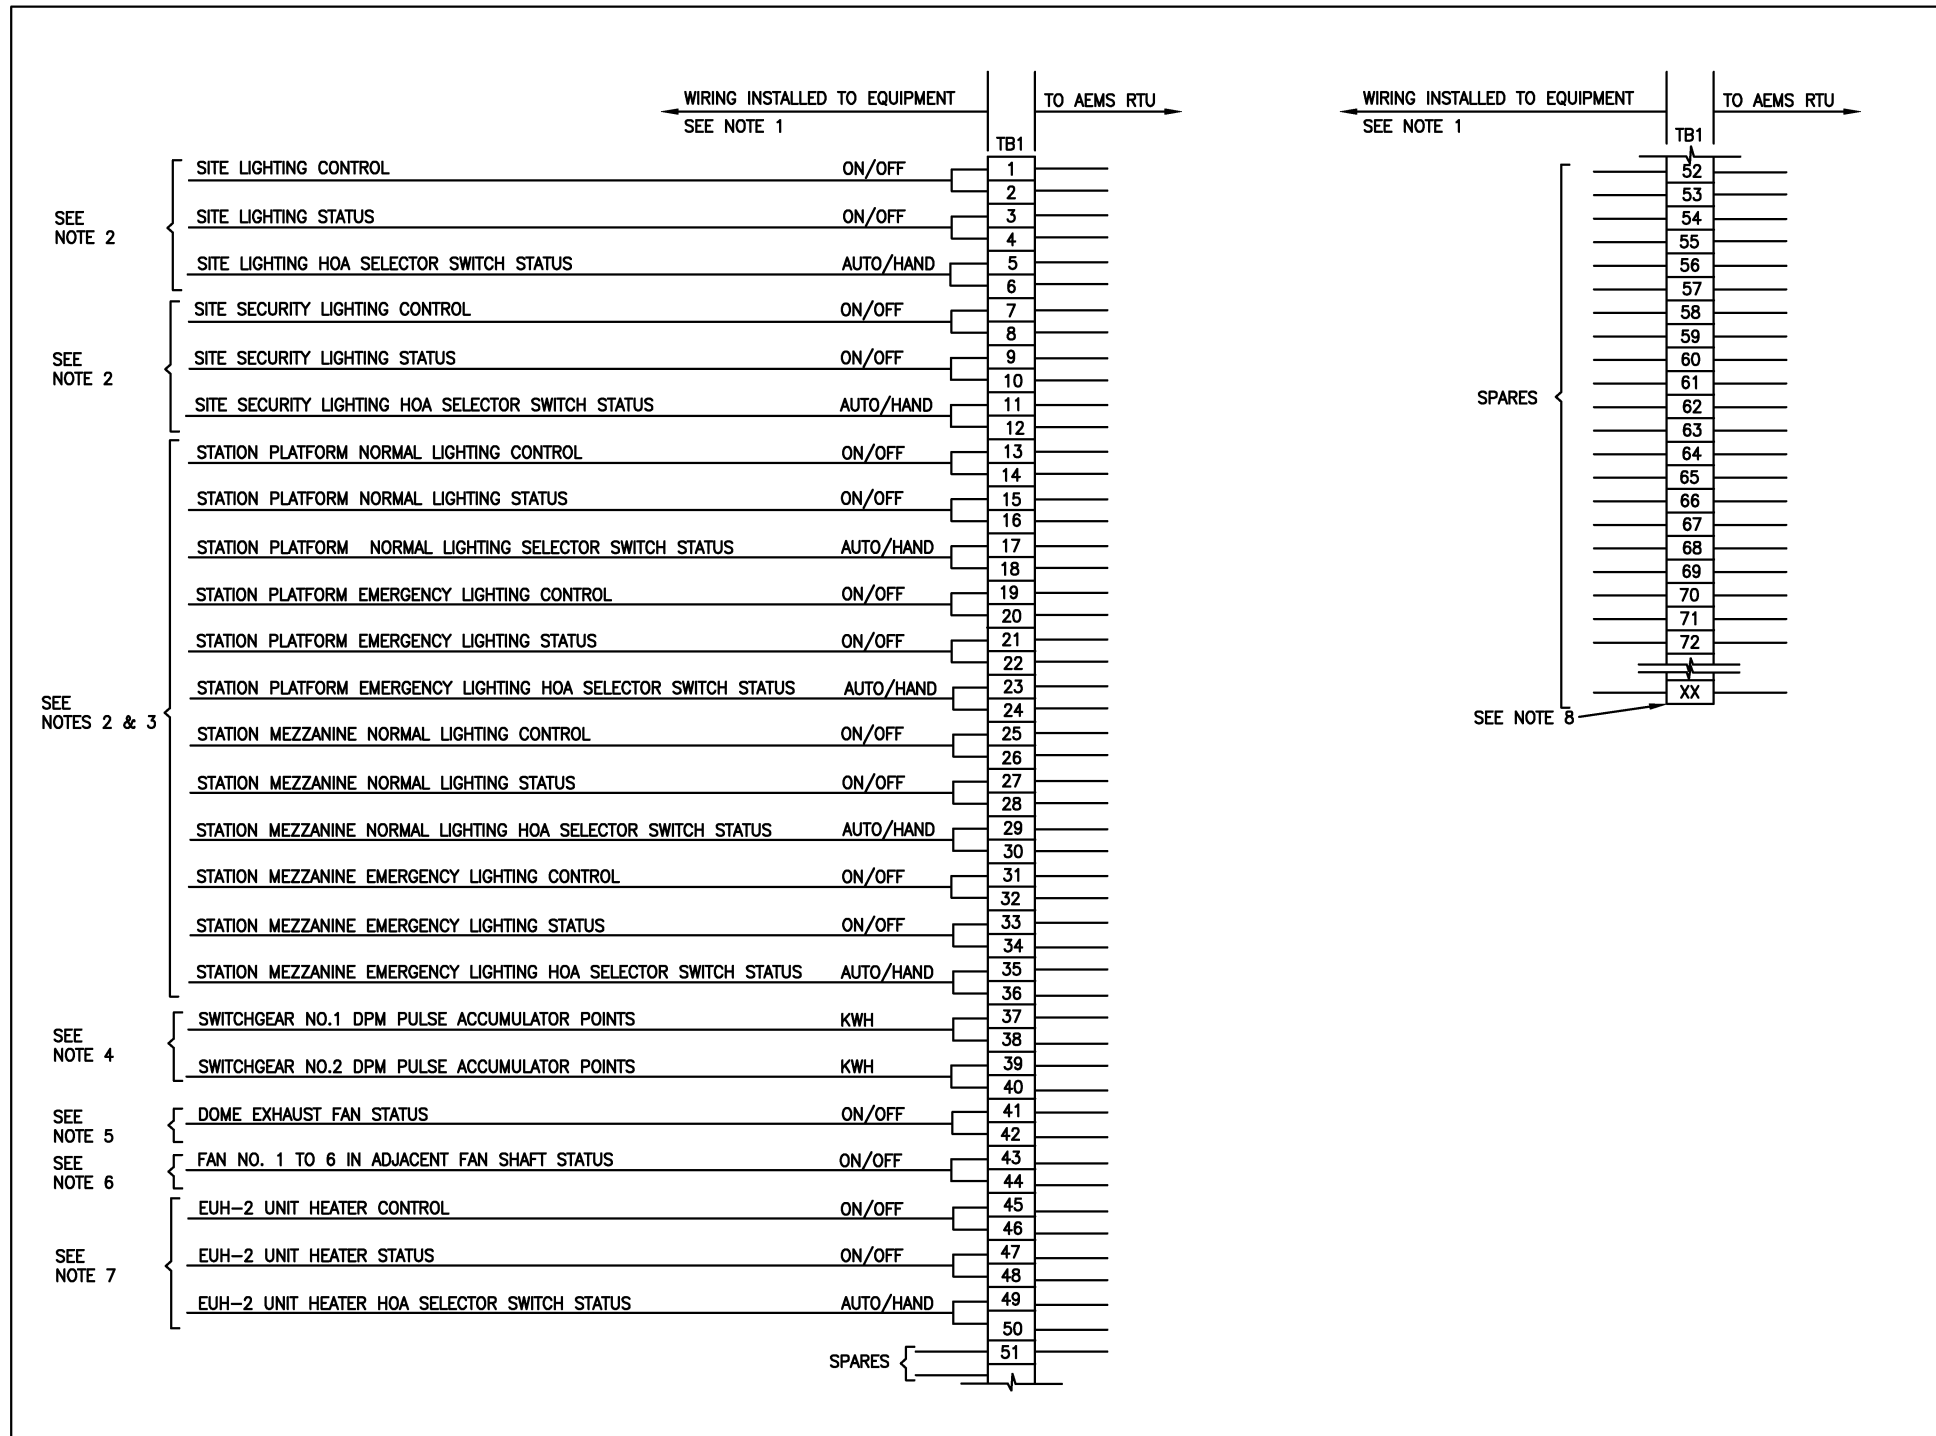 WIRING INSTALLED TO EQUIPMENT
SEE NOTE 1
TO AEMS RTU
TB1
SEE
NOTE 2
SITE LIGHTING CONTROL ON/OFF 1
2
SITE LIGHTING STATUS ON/OFF 3
4
SITE LIGHTING HOA SELECTOR SWITCH STATUS AUTO/HAND 5
6
SEE
NOTE 2
SITE SECURITY LIGHTING CONTROL ON/OFF 7
8
SITE SECURITY LIGHTING STATUS ON/OFF 9
10
SITE SECURITY LIGHTING HOA SELECTOR SWITCH STATUS AUTO/HAND 11
12
SEE
NOTES 2 & 3
STATION PLATFORM NORMAL LIGHTING CONTROL ON/OFF 13
14
STATION PLATFORM NORMAL LIGHTING STATUS ON/OFF 15
16
STATION PLATFORM NORMAL LIGHTING SELECTOR SWITCH STATUS AUTO/HAND 17
18
STATION PLATFORM EMERGENCY LIGHTING CONTROL ON/OFF 19
20
STATION PLATFORM EMERGENCY LIGHTING STATUS ON/OFF 21
22
STATION PLATFORM EMERGENCY LIGHTING HOA SELECTOR SWITCH STATUS AUTO/HAND 23
24
STATION MEZZANINE NORMAL LIGHTING CONTROL ON/OFF 25
26
STATION MEZZANINE NORMAL LIGHTING STATUS ON/OFF 27
28
STATION MEZZANINE NORMAL LIGHTING HOA SELECTOR SWITCH STATUS AUTO/HAND 29
30
STATION MEZZANINE EMERGENCY LIGHTING CONTROL ON/OFF 31
32
STATION MEZZANINE EMERGENCY LIGHTING STATUS ON/OFF 33
34
STATION MEZZANINE EMERGENCY LIGHTING HOA SELECTOR SWITCH STATUS AUTO/HAND 35
36
SEE
NOTE 4
SWITCHGEAR NO.1 DPM PULSE ACCUMULATOR POINTS KWH 37
38
SWITCHGEAR NO.2 DPM PULSE ACCUMULATOR POINTS KWH 39
40
SEE
NOTE 5
DOME EXHAUST FAN STATUS ON/OFF 41
42
SEE
NOTE 6
FAN NO. 1 TO 6 IN ADJACENT FAN SHAFT STATUS ON/OFF 43
44
SEE
NOTE 7
EUH-2 UNIT HEATER CONTROL ON/OFF 45
46
EUH-2 UNIT HEATER STATUS ON/OFF 47
48
EUH-2 UNIT HEATER HOA SELECTOR SWITCH STATUS AUTO/HAND 49
50
SPARES 51
WIRING INSTALLED TO EQUIPMENT
SEE NOTE 1
TO AEMS RTU
TB1
52
53
54
55
56
57
58
59
60
61
SPARES
62
63
64
65
66
67
68
69
70
71
72
XX
SEE NOTE 8